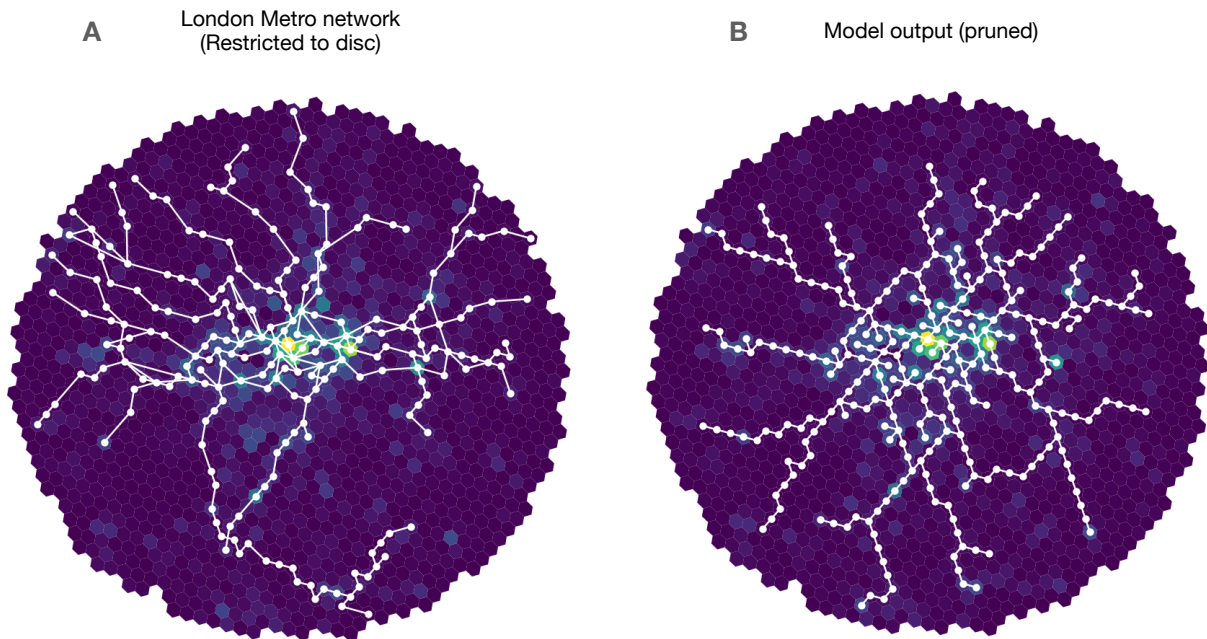 A
London Metro network
(Restricted to disc)
B
Model output (pruned)